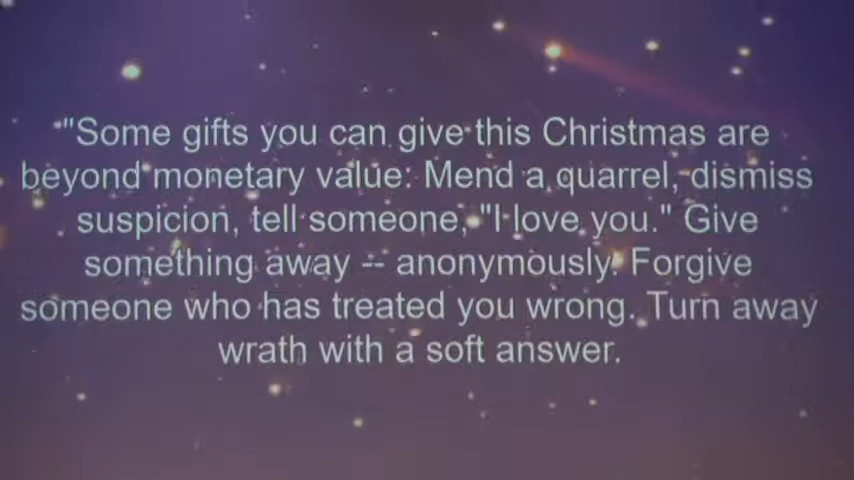 "Some gifts you can give this Christmas are
beyond monetary value: Mend a quarrel, dismiss
suspicion, tell someone, "I love you." Give
something away -- anonymously. Forgive
someone who has treated you wrong. Turn away
wrath with a soft answer.